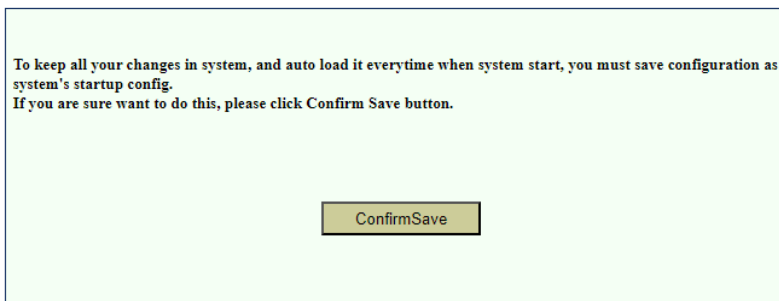 To keep all your changes in system, and auto load it everytime when system start, you must save configuration as
system's startup config.
If you are sure want to do this, please click Confirm Save button.
ConfirmSave